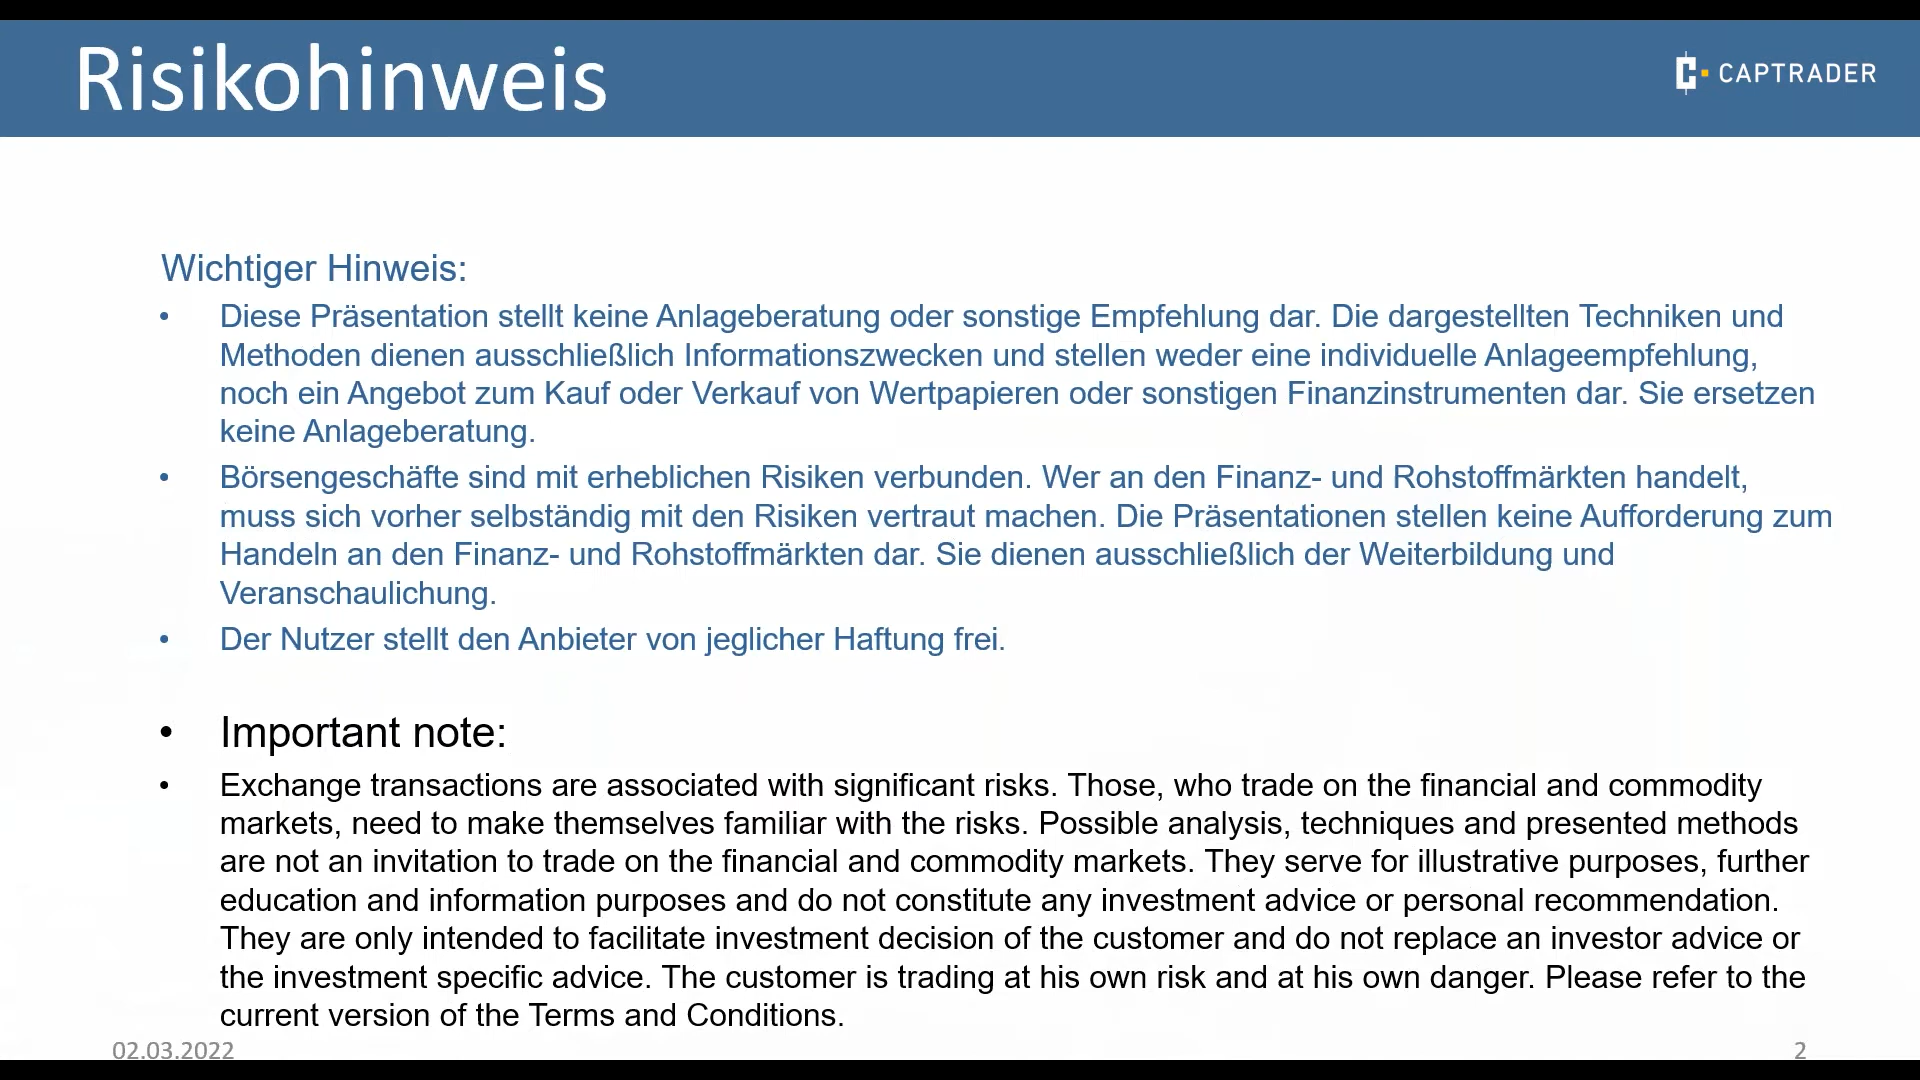 Risikohinweis
CAPTRADER
Wichtiger Hinweis:
• Diese Präsentation stellt keine Anlageberatung oder sonstige Empfehlung dar. Die dargestellten Techniken und
Methoden dienen ausschließlich Informationszwecken und stellen weder eine individuelle Anlageempfehlung,
noch ein Angebot zum Kauf oder Verkauf von Wertpapieren oder sonstigen Finanzinstrumenten dar. Sie ersetzen
keine Anlageberatung.
• Börsengeschäfte sind mit erheblichen Risiken verbunden. Wer an den Finanz- und Rohstoffmärkten handelt,
muss sich vorher selbständig mit den Risiken vertraut machen. Die Präsentationen stellen keine Aufforderung zum
Handeln an den Finanz- und Rohstoffmärkten dar. Sie dienen ausschließlich der Weiterbildung und
Veranschaulichung.
• Der Nutzer stellt den Anbieter von jeglicher Haftung frei.
• Important note:
• Exchange transactions are associated with significant risks. Those, who trade on the financial and commodity
markets, need to make themselves familiar with the risks. Possible analysis, techniques and presented methods
are not an invitation to trade on the financial and commodity markets. They serve for illustrative purposes, further
education and information purposes and do not constitute any investment advice or personal recommendation.
They are only intended to facilitate investment decision of the customer and do not replace an investor advice or
the investment specific advice. The customer is trading at his own risk and at his own danger. Please refer to the
current version of the Terms and Conditions.
02.03.2022
2